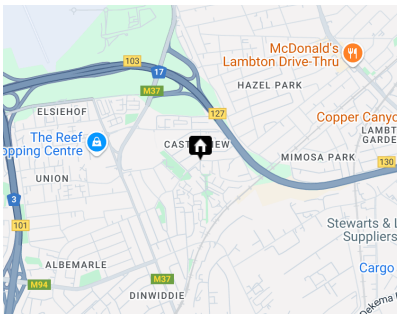 McDonald's
Lambton Drive-Thru
103
17
M37
HAZEL PARK
127
ELSIEHOF
Copper Canyo
The Reef
opping Centre
LAMBT
GARDE
MIMOSA PARK
130
UNION
3
101
Stewarts & L
Suppliers
ALBEMARLE
Cargo
M37
M94
DINWIDDIE
Dekema